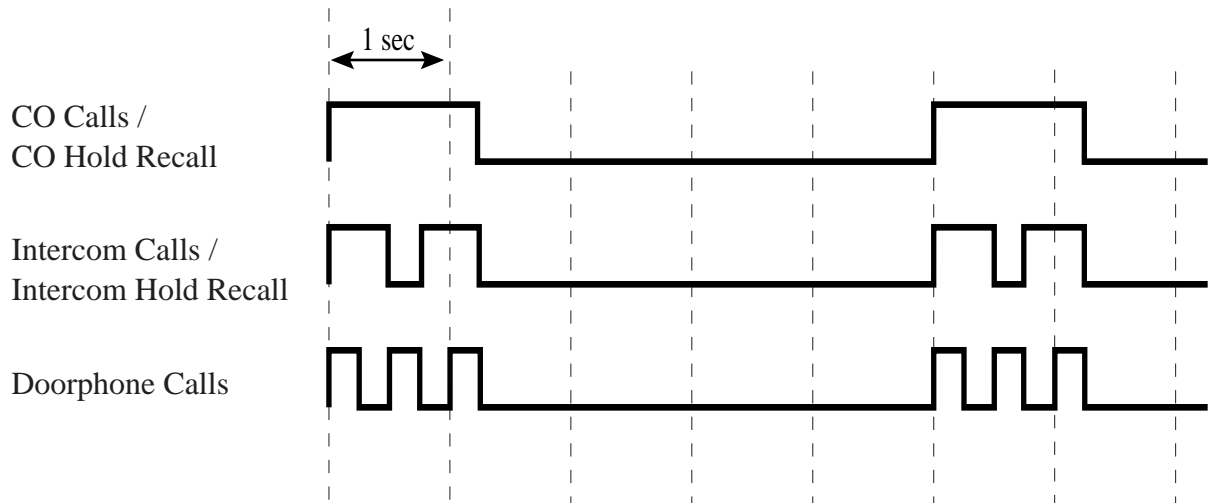 1 sec
CO Calls /
CO Hold Recall
Intercom Calls /
Intercom Hold Recall
Doorphone Calls